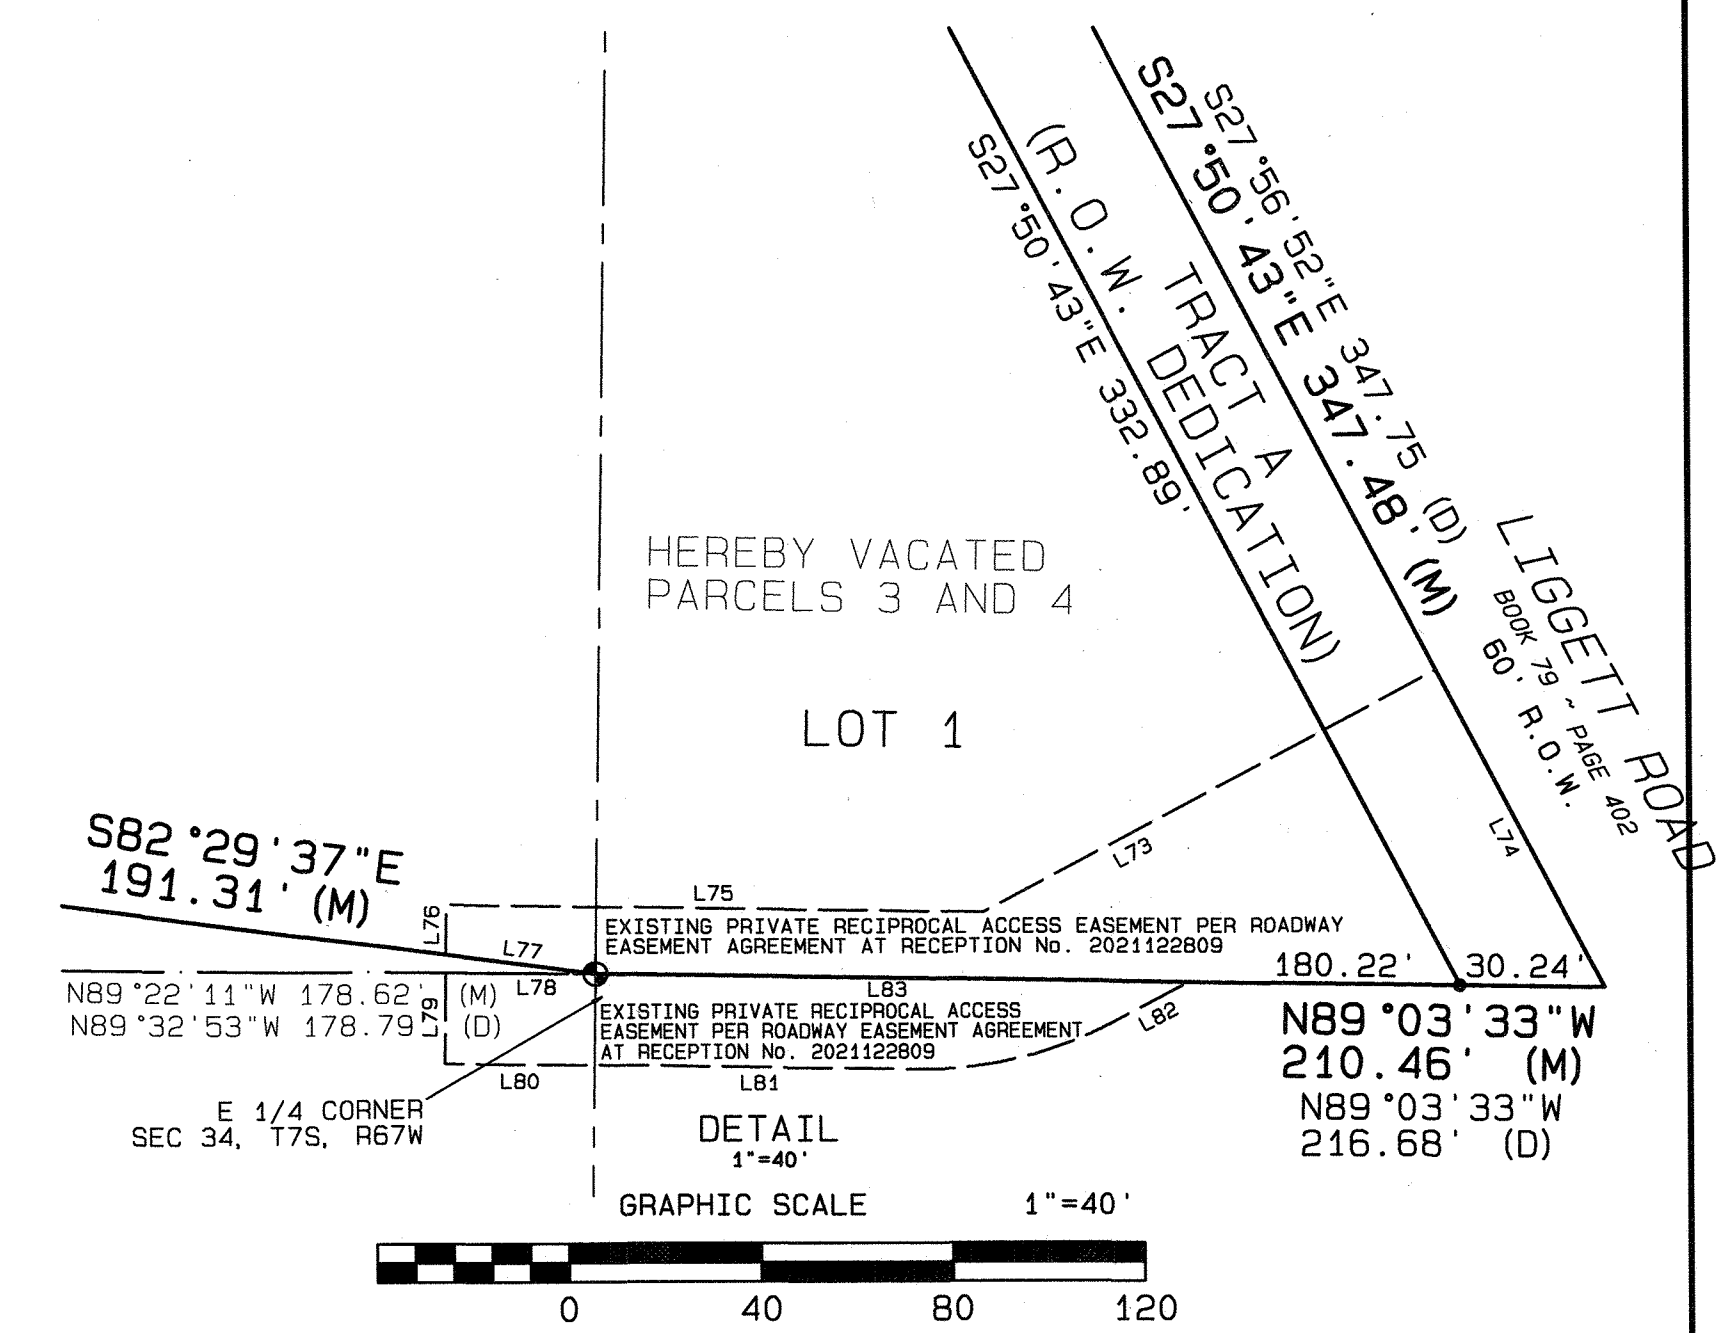 S27°56'52"E 347.75 (D)
S27°50'43"E 347.48' (M)
TRACT A
(R.O.W. DEDICATION)
S27°50'43"E 332.89'
LIGGETT ROAD
BOOK 79 ~ PAGE 402
60' R.O.W.
HEREBY VACATED
PARCELS 3 AND 4
LOT 1
L73
L74
S82°29'37"E
191.31' (M)
L76
L75
L77
EXISTING PRIVATE RECIPROCAL ACCESS EASEMENT PER ROADWAY
EASEMENT AGREEMENT AT RECEPTION No. 2021122809
180.22'
30.24'
L78
L83
N89°22'11"W 178.62' (M)
N89°32'53"W 178.79 (D)
L79
EXISTING PRIVATE RECIPROCAL ACCESS
EASEMENT PER ROADWAY EASEMENT AGREEMENT
AT RECEPTION No. 2021122809
L82
N89°03'33"W
210.46' (M)
N89°03'33"W
216.68' (D)
L80
L81
E 1/4 CORNER
SEC 34, T7S, R67W
DETAIL
1"=40'
GRAPHIC SCALE 1"=40'
0 40 80 120